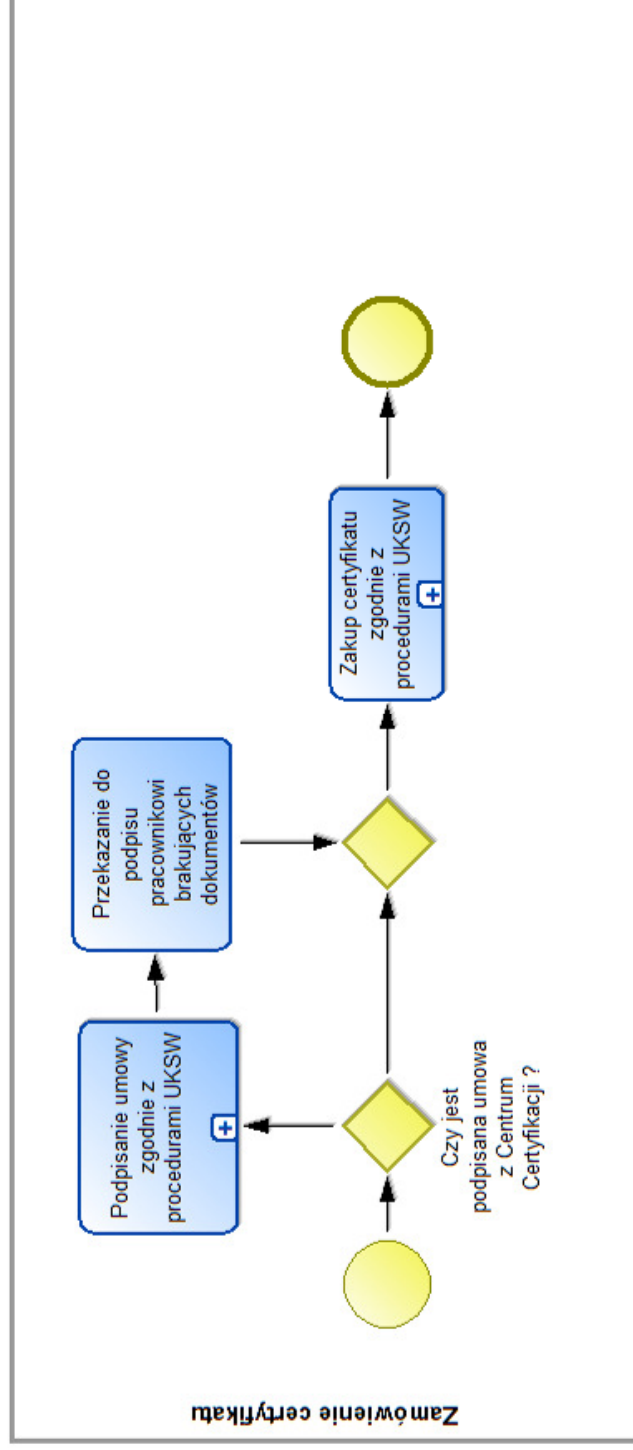 Zamówienie certyfikatu
Czy jest
podpisana umowa
z Centrum
Certyfikacji ?
Podpisanie umowy
zgodnie z
procedurami UKSW
Przekazanie do
podpisu
pracownikowi
brakujących
dokumentów
Zakup certyfikatu
zgodnie z
procedurami UKSW